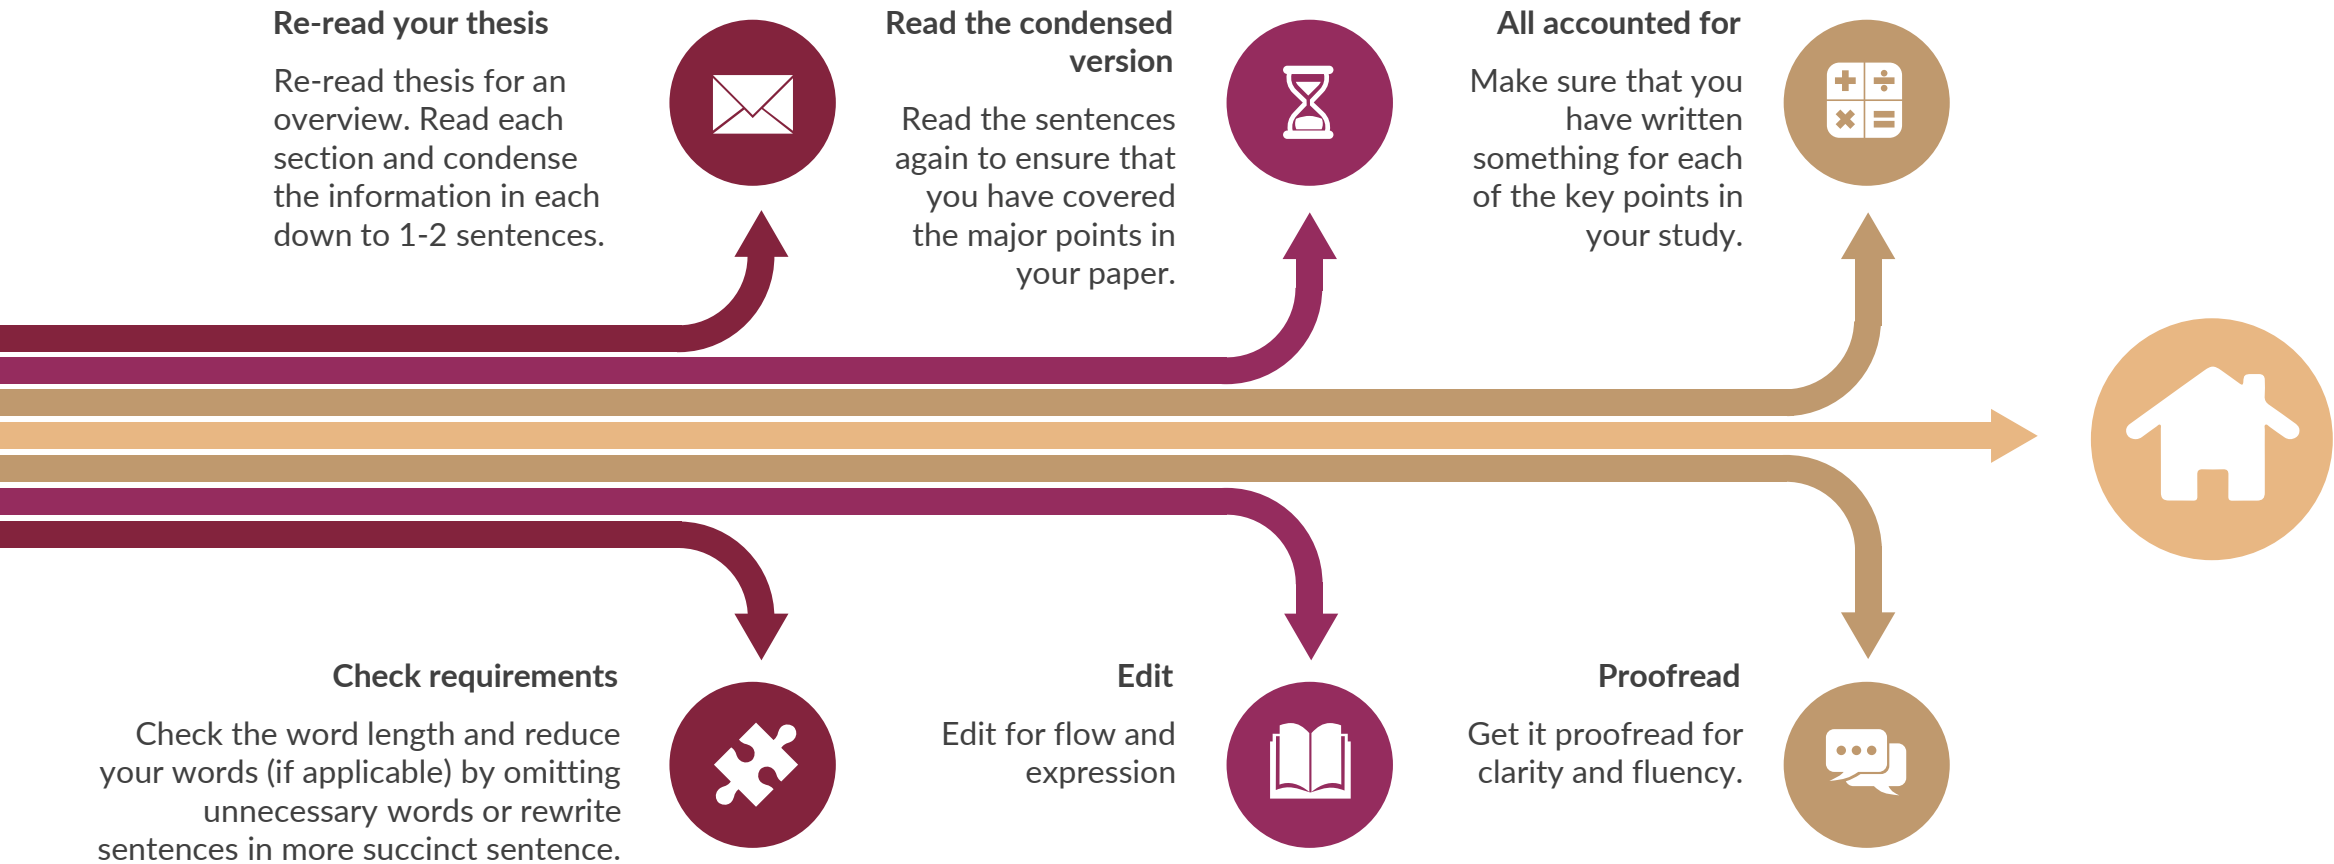 Re-read your thesis
Re-read thesis for an
overview. Read each
section and condense
the information in each
down to 1-2 sentences.
Read the condensed
version
Read the sentences
again to ensure that
you have covered
the major points in
your paper.
All accounted for
Make sure that you
have written
something for each
of the key points in
your study.
Check requirements
Check the word length and reduce
your words (if applicable) by omitting
unnecessary words or rewrite
sentences in more succinct sentence.
Edit
Edit for flow and
expression
Proofread
Get it proofread for
clarity and fluency.